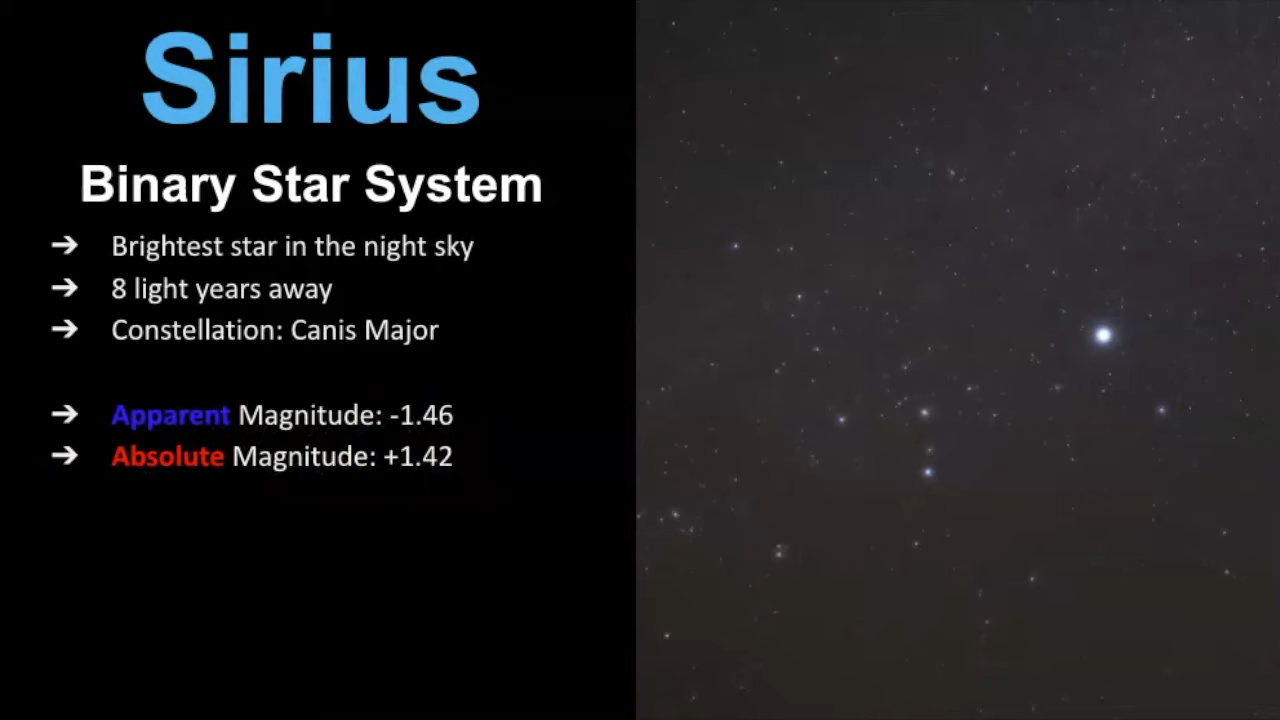 Sirius
Binary Star System
➔ Brightest star in the night sky
➔ 8 light years away
➔ Constellation: Canis Major
➔ Apparent Magnitude: -1.46
➔ Absolute Magnitude: +1.42